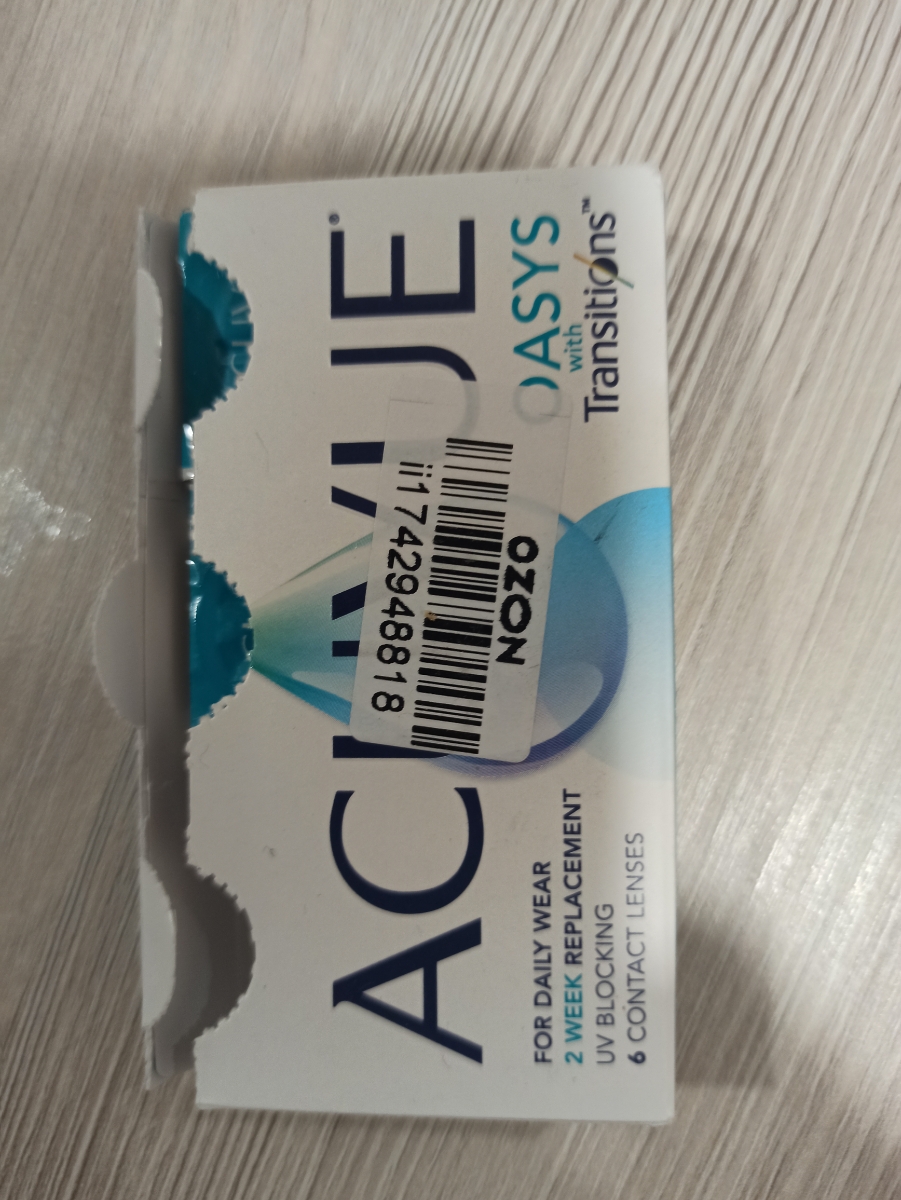 ACUVUE®
OASYS
with
Transitions™
FOR DAILY WEAR
2 WEEK REPLACEMENT
UV BLOCKING
6 CONTACT LENSES
ii1742948818
OZON